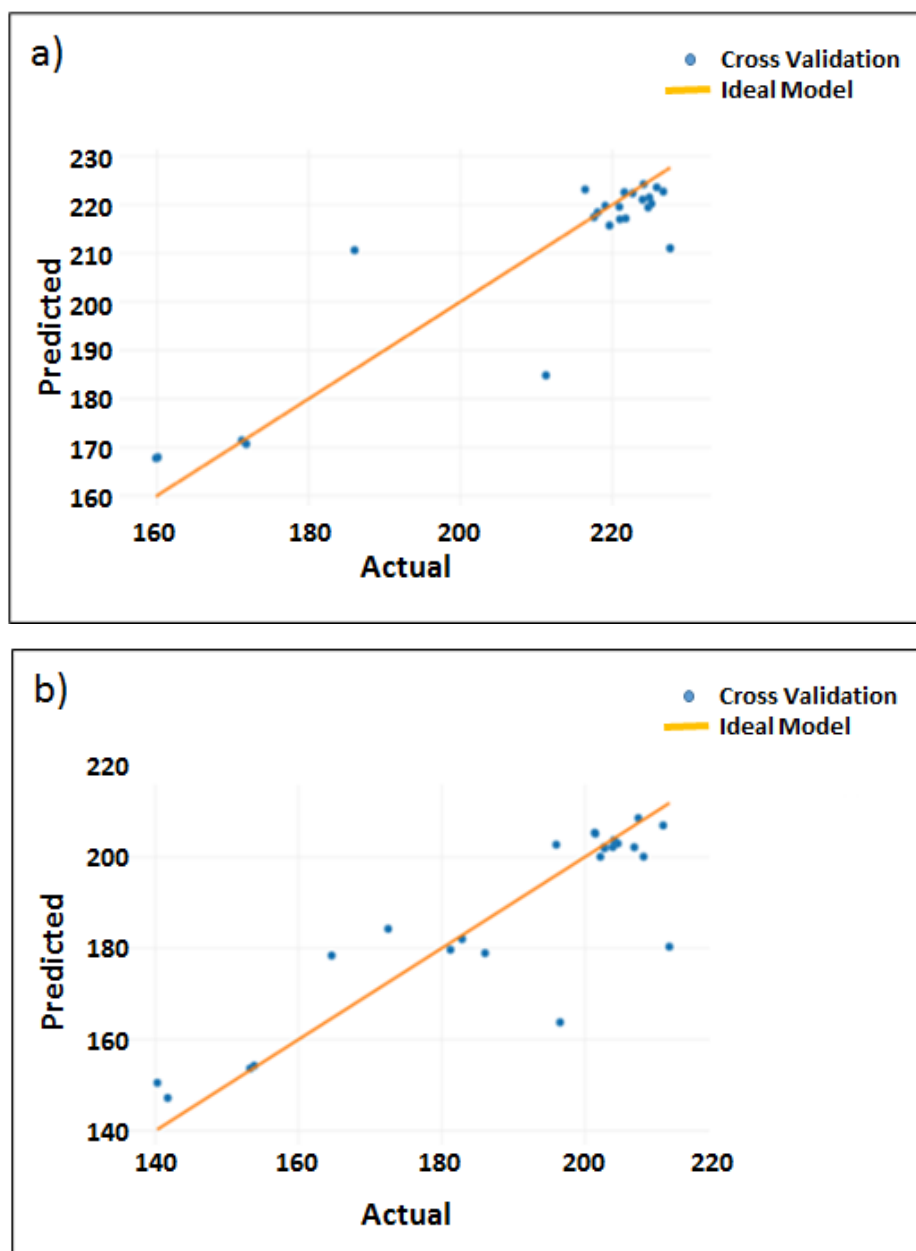 a)
Cross Validation
Ideal Model
230
220
210
200
190
180
170
160
Predicted
160 180 200 220
Actual
b)
Cross Validation
Ideal Model
220
200
180
160
140
Predicted
140 160 180 200 220
Actual